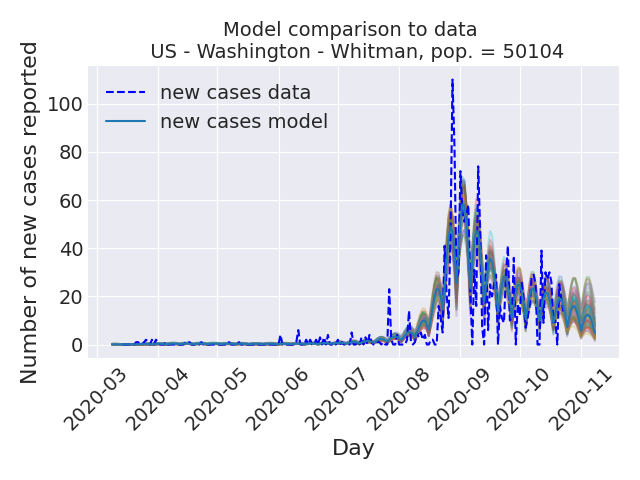 Model comparison to data
US - Washington - Whitman, pop. = 50104
Number of new cases reported
new cases data
new cases model
100
80
60
40
20
0
2020-03
2020-04
2020-05
2020-06
2020-07
2020-08
2020-09
2020-10
2020-11
Day